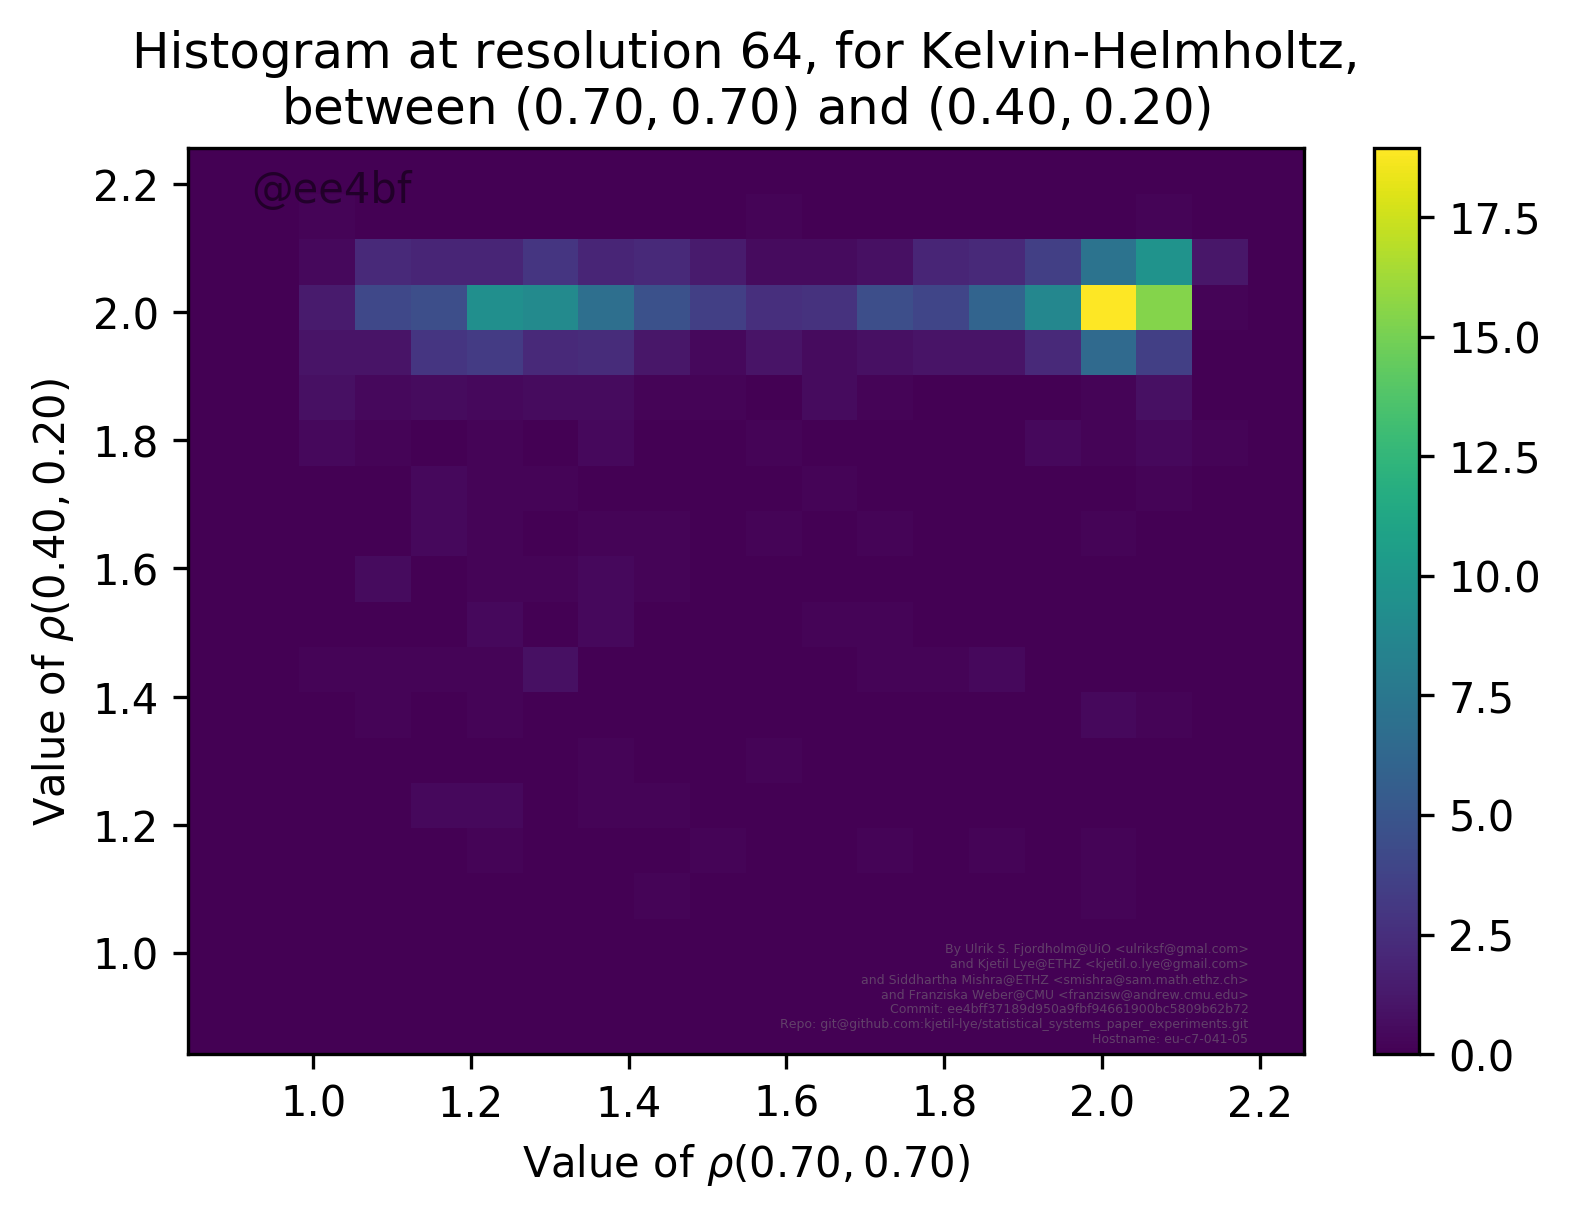 Histogram at resolution 64, for Kelvin-Helmholtz,
between (0.70, 0.70) and (0.40, 0.20)
@ee4bf
2.2
2.0
1.8
1.6
1.4
1.2
1.0
Value of ρ(0.40, 0.20)
17.5
15.0
12.5
10.0
7.5
5.0
2.5
0.0
By Ulrik S. Fjordholm@UiO <ulriksf@gmal.com>
and Kjetil Lye@ETHZ <kjetil.o.lye@gmail.com>
and Siddhartha Mishra@ETHZ <smishra@sam.math.ethz.ch>
and Franziska Weber@CMU <franzisw@andrew.cmu.edu>
Commit: ee4bff37189d950a9fbf94661900bc5809b62b72
Repo: git@github.com:kjetil-lye/statistical_systems_paper_experiments.git
Hostname: eu-c7-041-05
1.0 1.2 1.4 1.6 1.8 2.0 2.2
Value of ρ(0.70, 0.70)